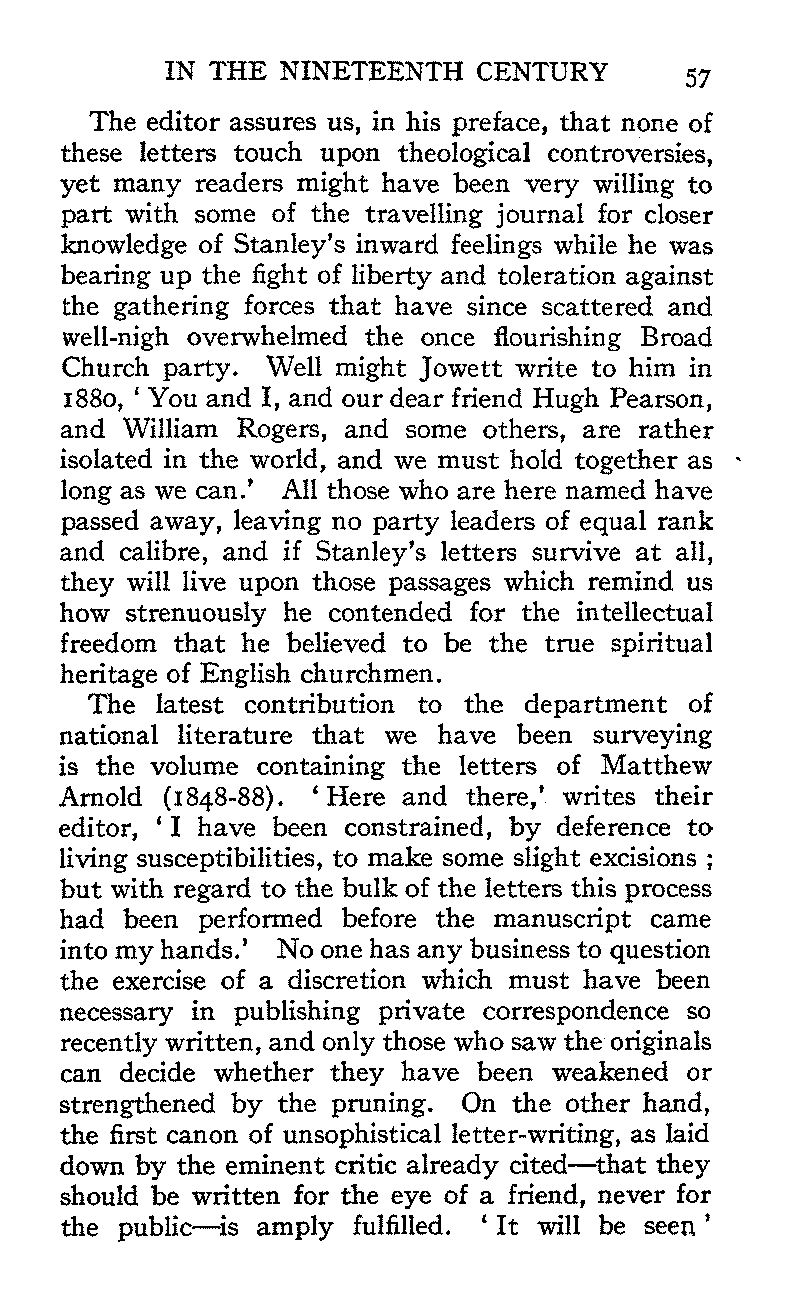 IN THE NINETEENTH CENTURY 57
The editor assures us, in his preface, that none of
these letters touch upon theological controversies,
yet many readers might have been very willing to
part with some of the travelling journal for closer
knowledge of Stanley's inward feelings while he was
bearing up the fight of liberty and toleration against
the gathering forces that have since scattered and
well-nigh overwhelmed the once flourishing Broad
Church party. Well might Jowett write to him in
1880, ‘ You and I, and our dear friend Hugh Pearson,
and William Rogers, and some others, are rather
isolated in the world, and we must hold together as
long as we can.’ All those who are here named have
passed away, leaving no party leaders of equal rank
and calibre, and if Stanley's letters survive at all,
they will live upon those passages which remind us
how strenuously he contended for the intellectual
freedom that he believed to be the true spiritual
heritage of English churchmen.
The latest contribution to the department of
national literature that we have been surveying
is the volume containing the letters of Matthew
Arnold (1848-88). ‘ Here and there,’ writes their
editor, ‘ I have been constrained, by deference to
living susceptibilities, to make some slight excisions ;
but with regard to the bulk of the letters this process
had been performed before the manuscript came
into my hands.’ No one has any business to question
the exercise of a discretion which must have been
necessary in publishing private correspondence so
recently written, and only those who saw the originals
can decide whether they have been weakened or
strengthened by the pruning. On the other hand,
the first canon of unsophistical letter-writing, as laid
down by the eminent critic already cited—that they
should be written for the eye of a friend, never for
the public—is amply fulfilled. ‘ It will be seen ’